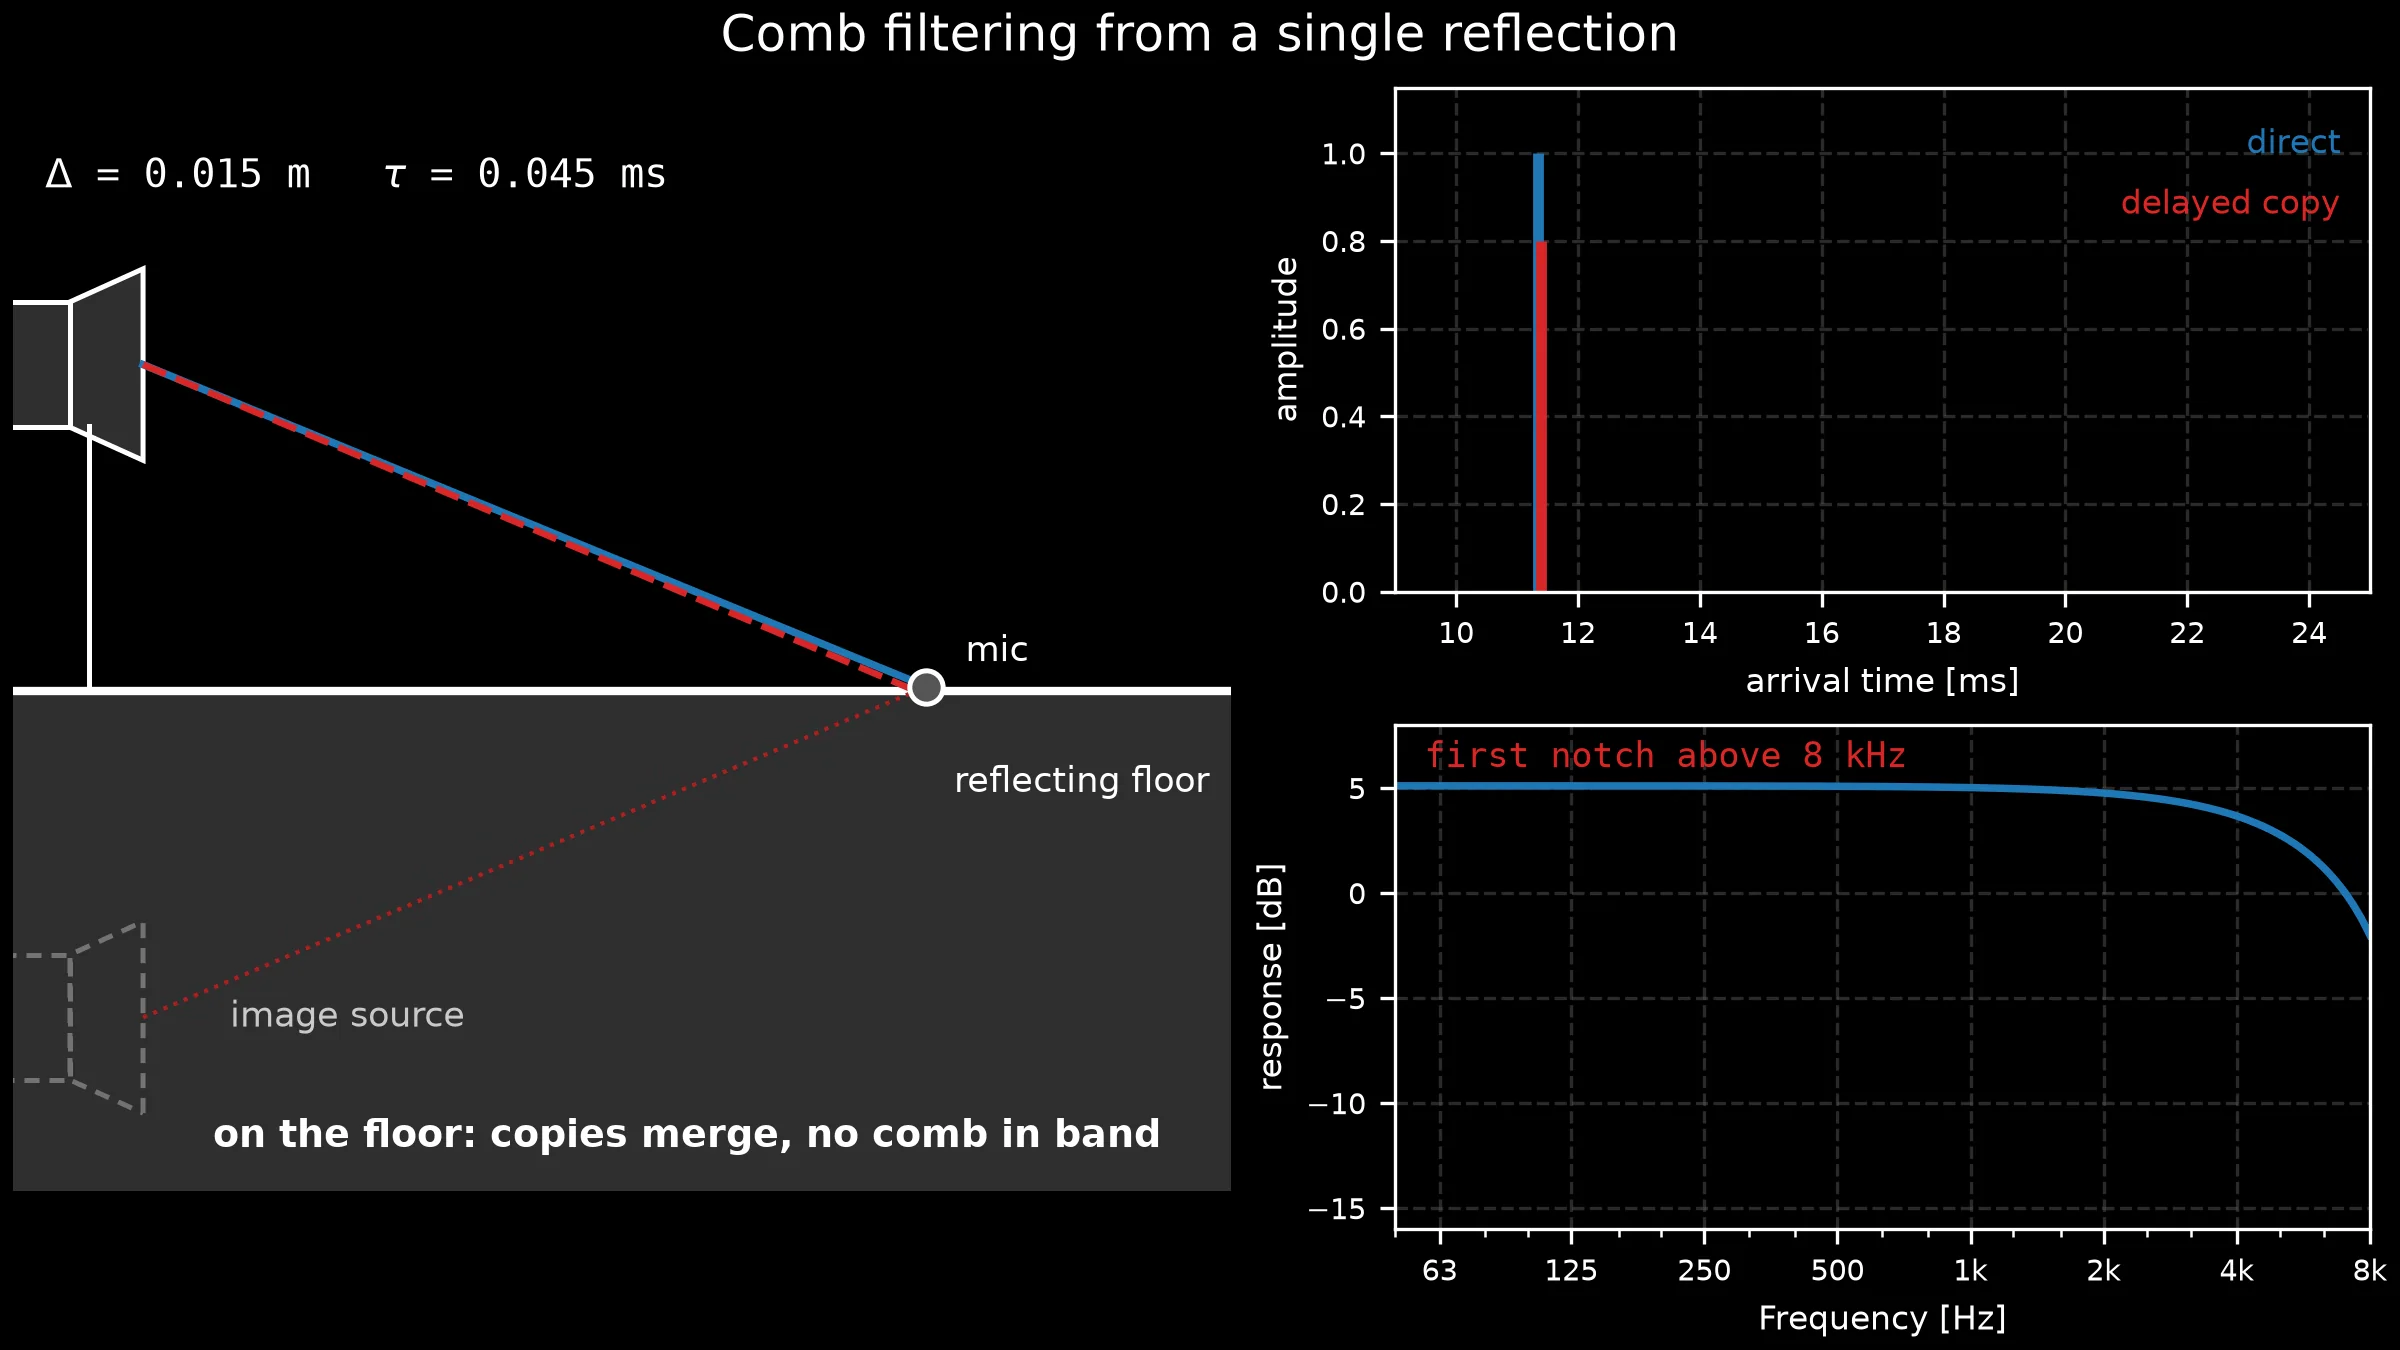 Comb filtering from a single reflection
Δ = 0.015 m   τ = 0.045 ms
mic
reflecting floor
image source
on the floor: copies merge, no comb in band
direct
delayed copy
1.0
0.8
0.6
0.4
0.2
0.0
amplitude
10 12 14 16 18 20 22 24
arrival time [ms]
first notch above 8 kHz
5
0
−5
−10
−15
response [dB]
63 125 250 500 1k 2k 4k 8k
Frequency [Hz]